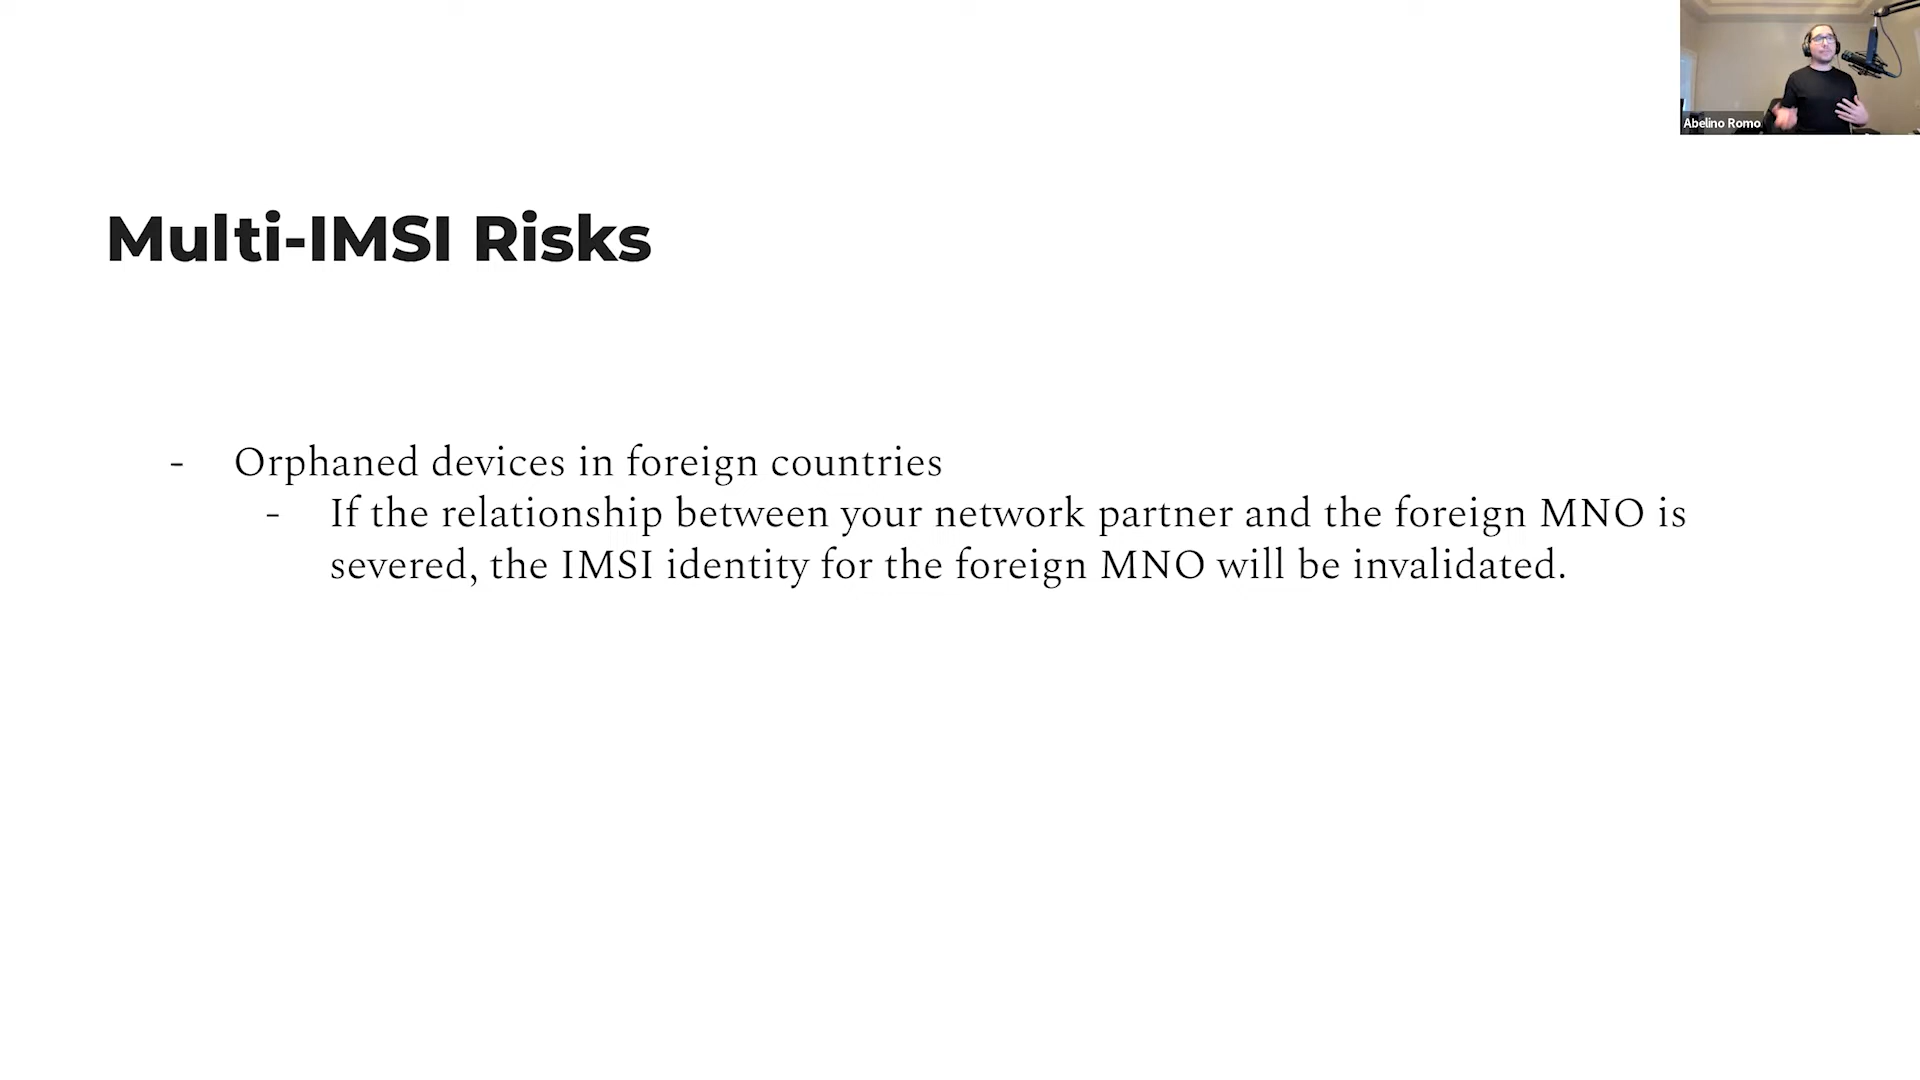 Abelino Romo
Multi-IMSI Risks
- Orphaned devices in foreign countries
- If the relationship between your network partner and the foreign MNO is
severed, the IMSI identity for the foreign MNO will be invalidated.